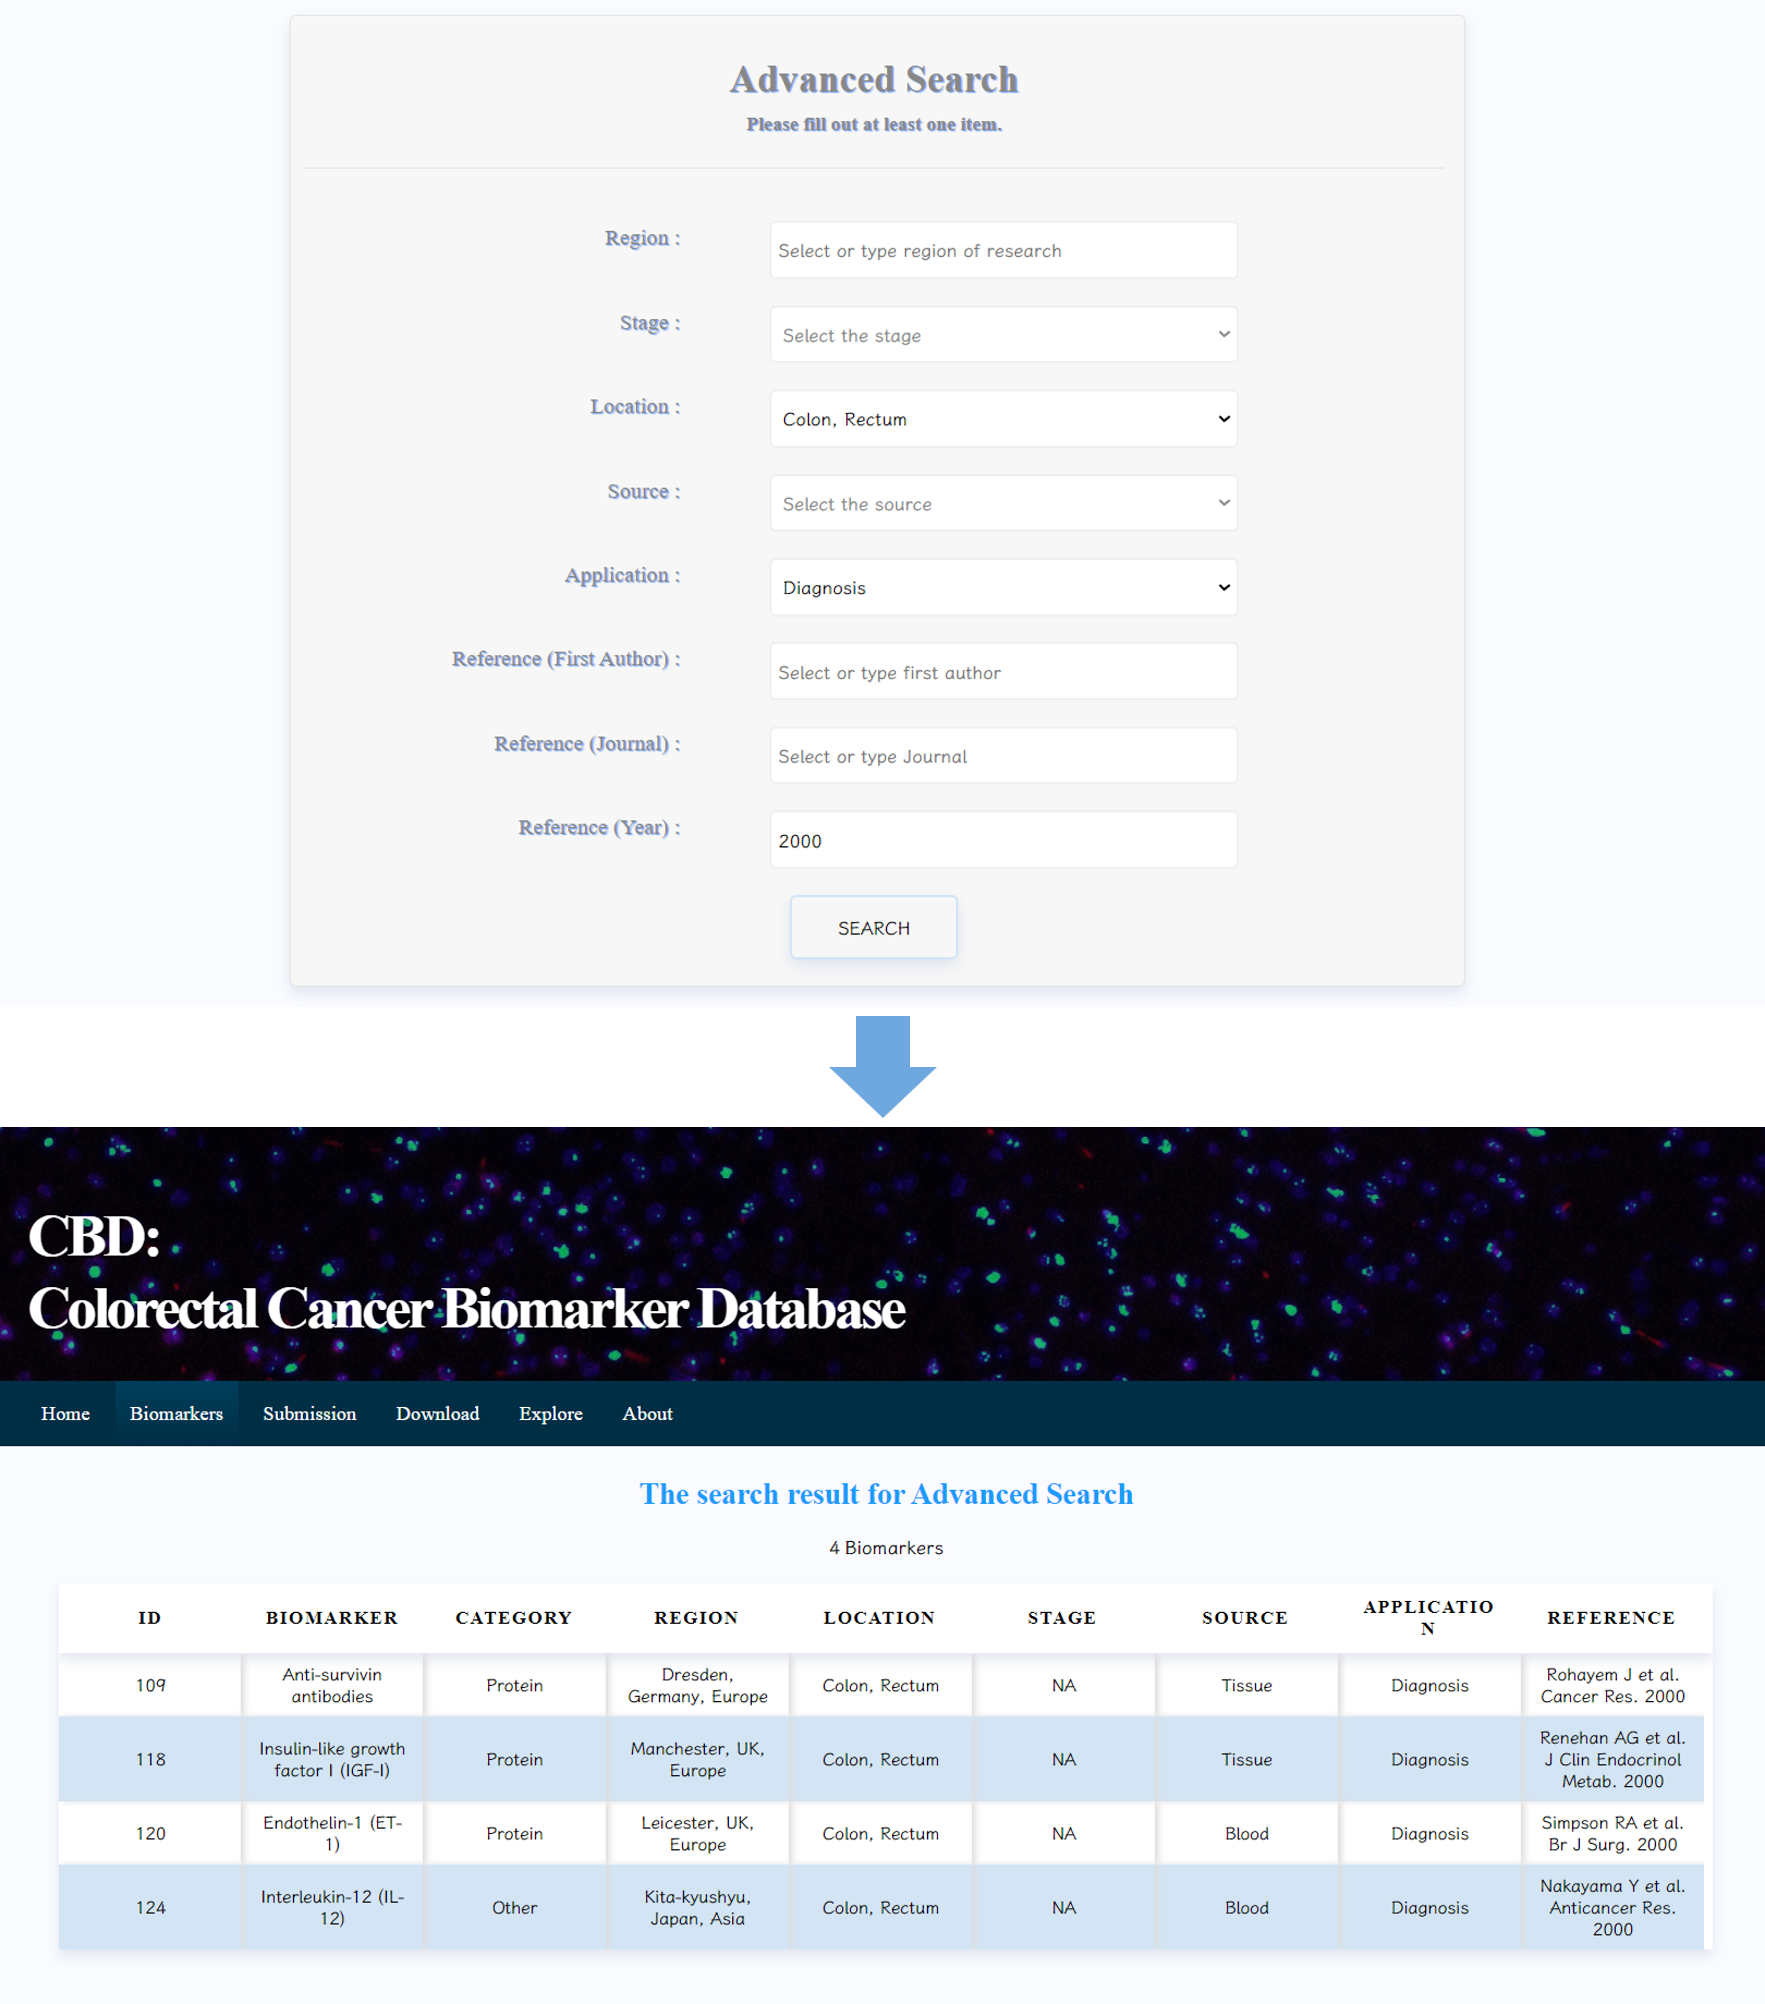 Advanced Search
Please fill out at least one item.
Region :
Select or type region of research
Stage :
Select the stage
Location :
Colon, Rectum
Source :
Select the source
Application :
Diagnosis
Reference (First Author) :
Select or type first author
Reference (Journal) :
Select or type Journal
Reference (Year) :
2000
SEARCH
CBD:
Colorectal Cancer Biomarker Database
Home Biomarkers Submission Download Explore About
The search result for Advanced Search
4 Biomarkers
ID
BIOMARKER
CATEGORY
REGION
LOCATION
STAGE
SOURCE
APPLICATIO
N
REFERENCE
109
Anti-survivin
antibodies
Protein
Dresden,
Germany, Europe
Colon, Rectum
NA
Tissue
Diagnosis
Rohayem J et al.
Cancer Res. 2000
118
Insulin-like growth
factor I (IGF-I)
Protein
Manchester, UK,
Europe
Colon, Rectum
NA
Tissue
Diagnosis
Renehan AG et al.
J Clin Endocrinol
Metab. 2000
120
Endothelin-1 (ET-
1)
Protein
Leicester, UK,
Europe
Colon, Rectum
NA
Blood
Diagnosis
Simpson RA et al.
Br J Surg. 2000
124
Interleukin-12 (IL-
12)
Other
Kita-kyushyu,
Japan, Asia
Colon, Rectum
NA
Blood
Diagnosis
Nakayama Y et al.
Anticancer Res.
2000